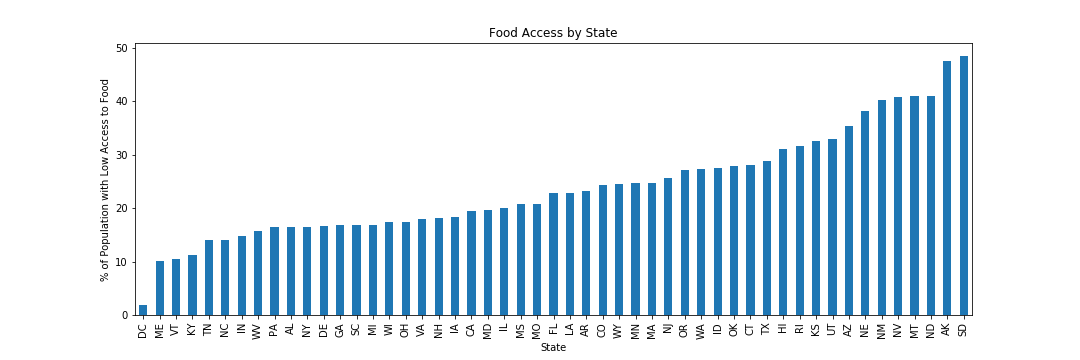 Food Access by State
% of Population with Low Access to Food
50
40
30
20
10
0
DC ME VT KY TN NC IN WV PA AL NY DE GA SC MI WI OH VA NH IA CA MD IL MS MO FL LA AR CO WY MN MA NJ OR WA ID OK CT TX HI RI KS UT AZ NE NM NV MT ND AK SD
State